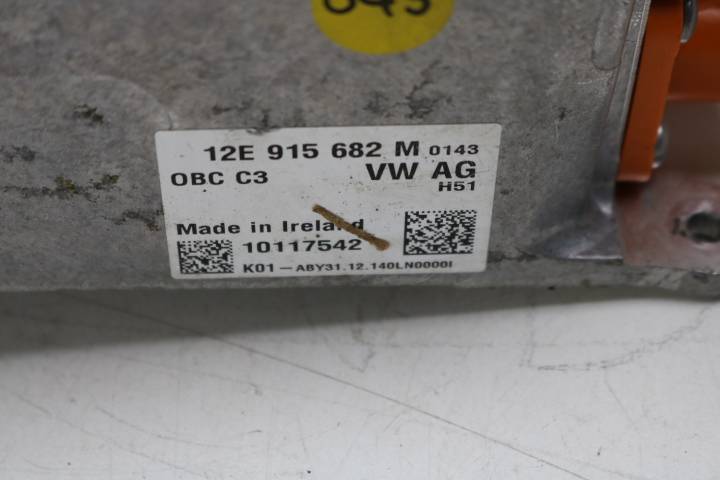 12E 915 682 M 0143
OBC C3 VW AG
H51
Made in Ireland
10117542
K01-ABY31.12.140LN0000I